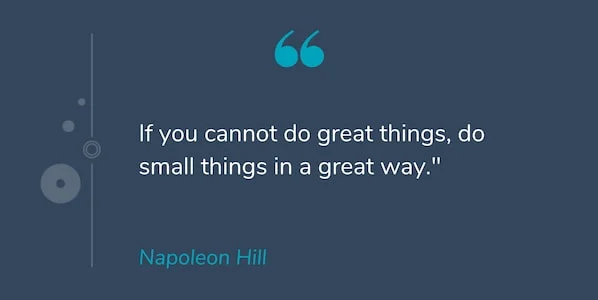 ❝
If you cannot do great things, do
small things in a great way."
Napoleon Hill